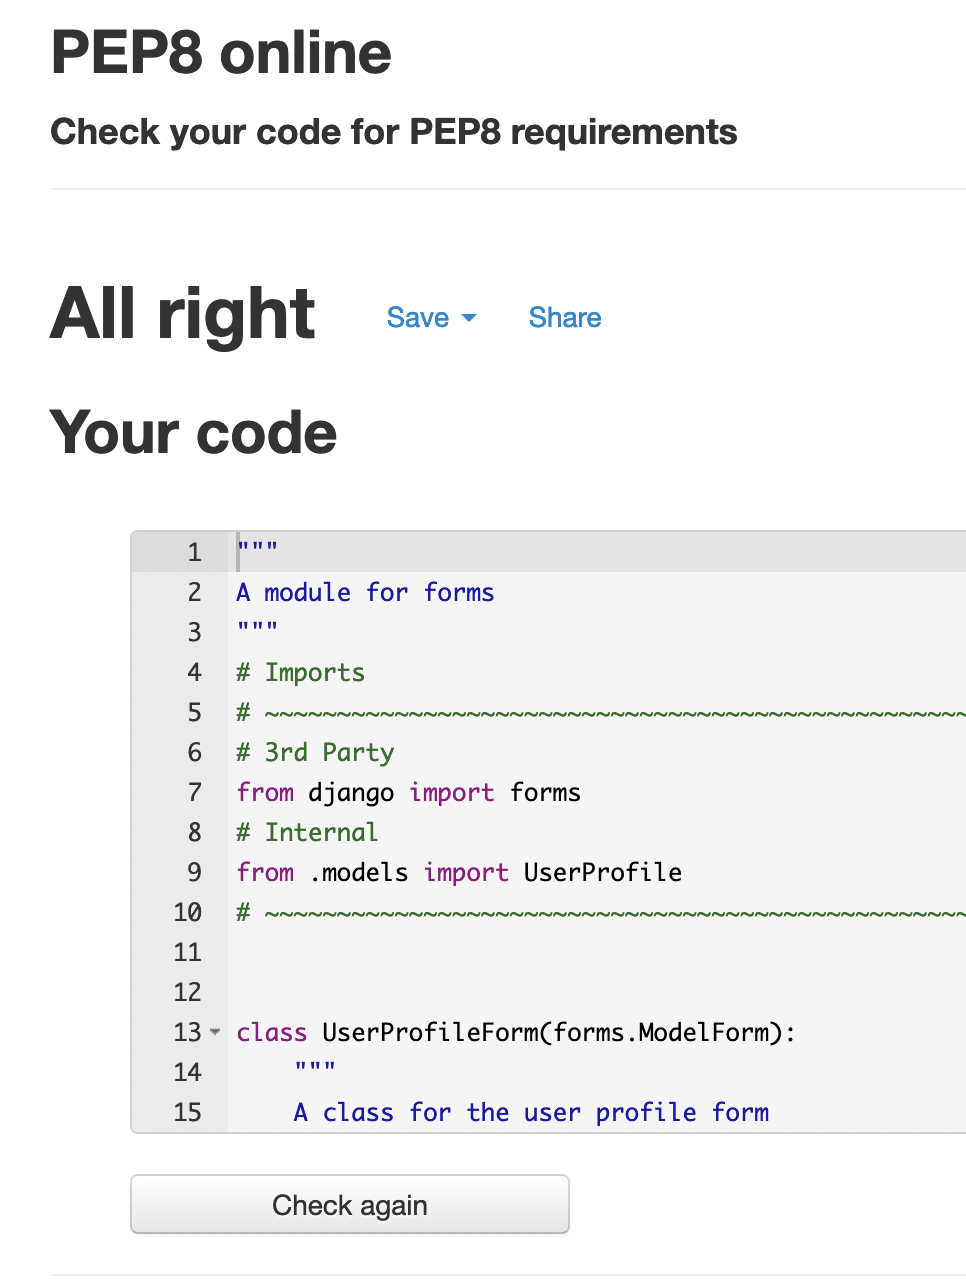 PEP8 online
Check your code for PEP8 requirements
All right Save Share
Your code
1 """
2 A module for forms
3 """
4 # Imports
5 # ~~~~~~~~~~~~~~~~~~~~~~~~~~~~~~~~~~~~~~~~~~~~~~~~~
6 # 3rd Party
7 from django import forms
8 # Internal
9 from .models import UserProfile
10 # ~~~~~~~~~~~~~~~~~~~~~~~~~~~~~~~~~~~~~~~~~~~~~~~~~
11
12
13 class UserProfileForm(forms.ModelForm):
14     """
15     A class for the user profile form
Check again